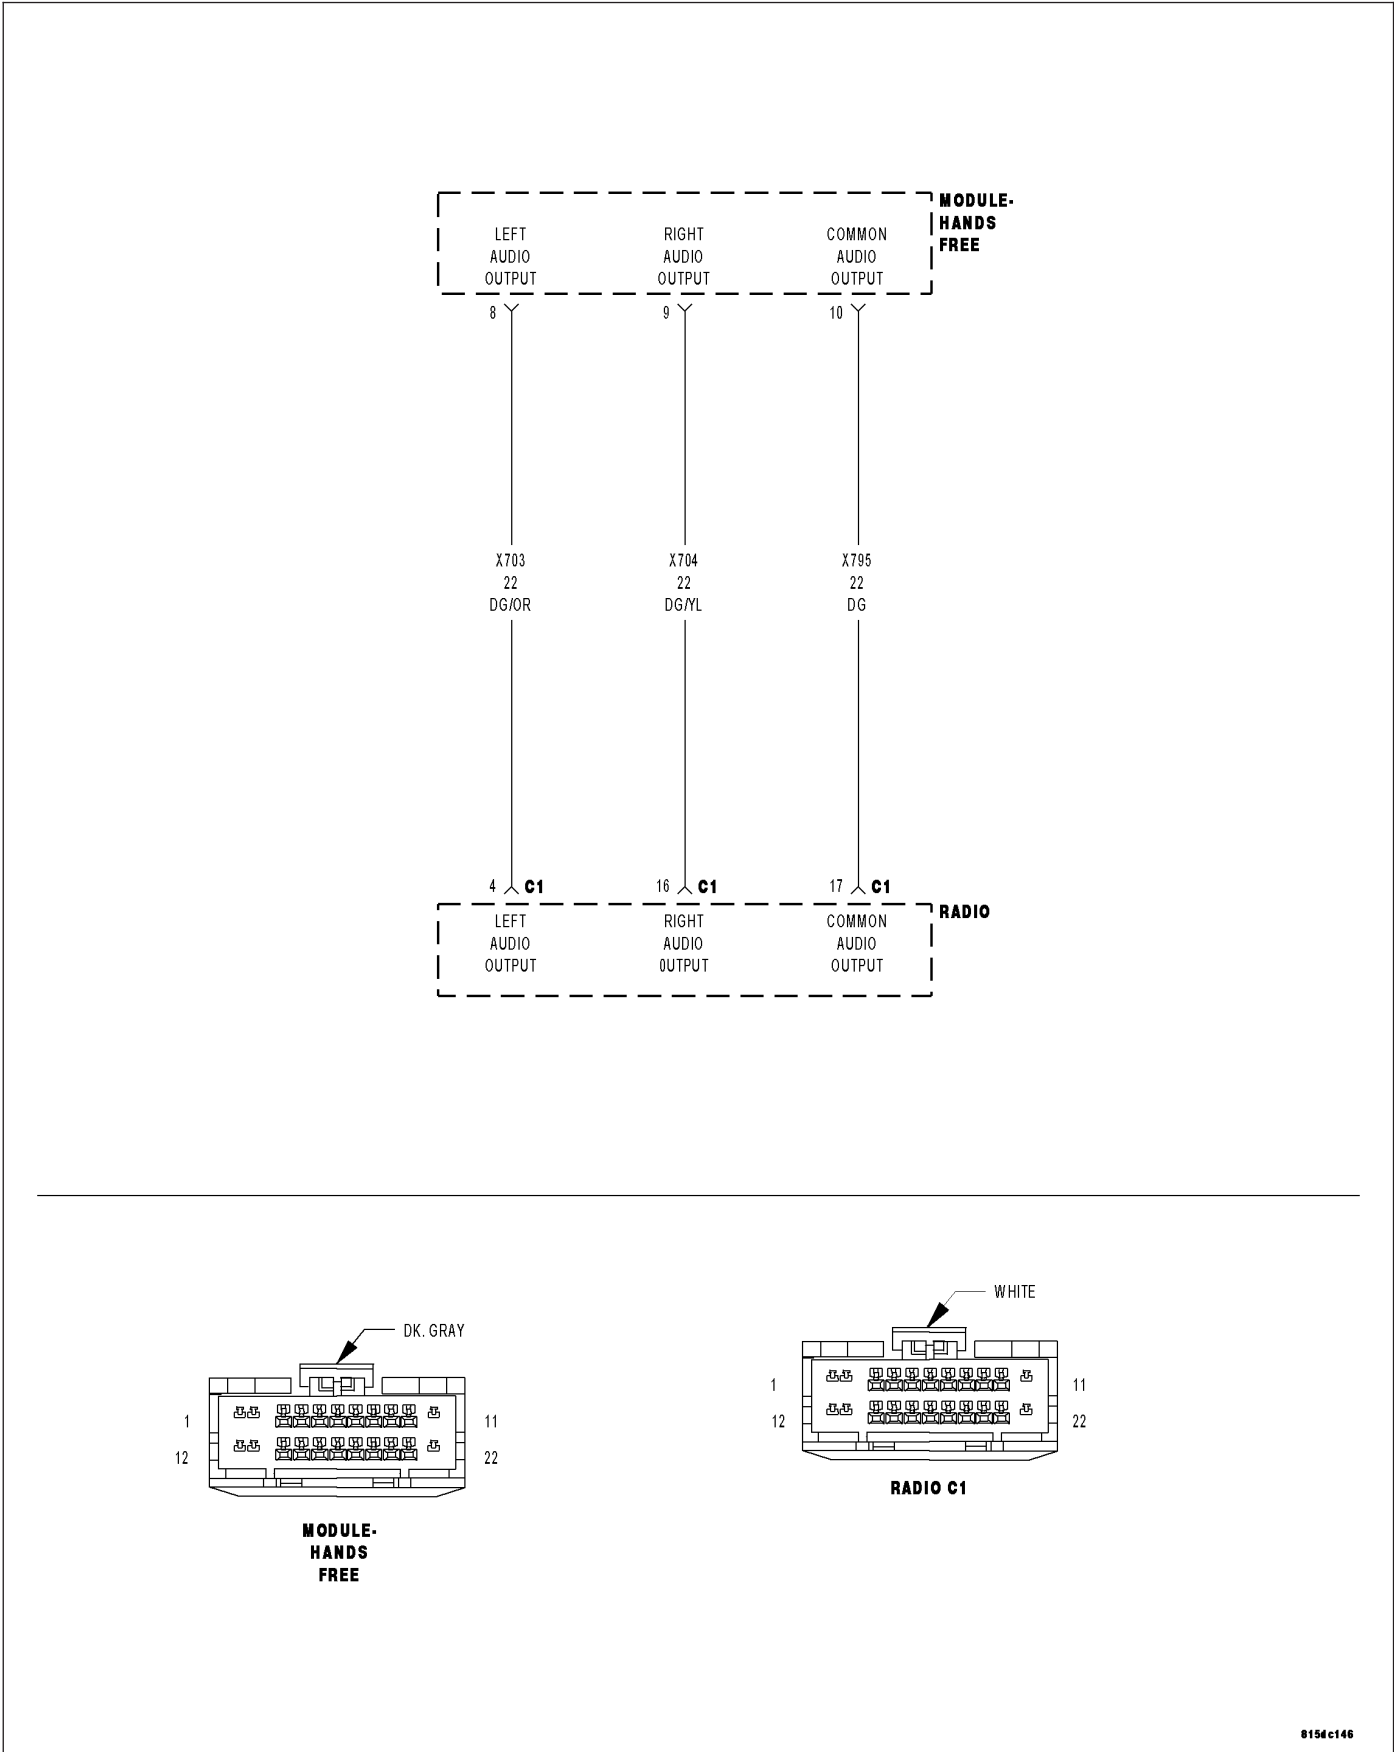 MODULE-
HANDS
FREE
LEFT RIGHT COMMON
AUDIO AUDIO AUDIO
OUTPUT OUTPUT OUTPUT
8 9 10
X703 X704 X795
22 22 22
DG/OR DG/YL DG
4 C1 16 C1 17 C1
RADIO
LEFT RIGHT COMMON
AUDIO AUDIO AUDIO
OUTPUT 0UTPUT OUTPUT
DK. GRAY
1 11
12 22
MODULE-
HANDS
FREE
WHITE
1 11
12 22
RADIO C1
815dc146